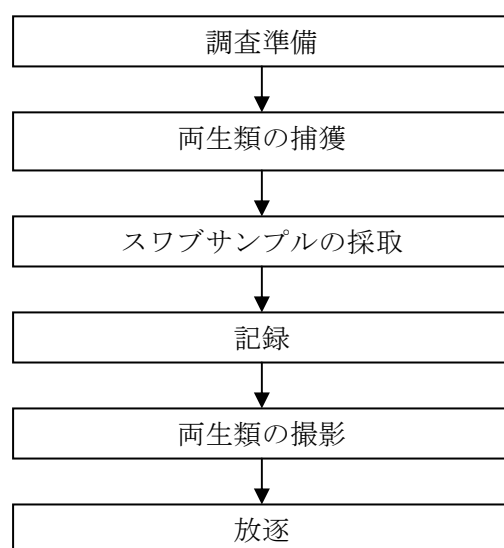 調査準備
両生類の捕獲
スワブサンプルの採取
記録
両生類の撮影
放逐